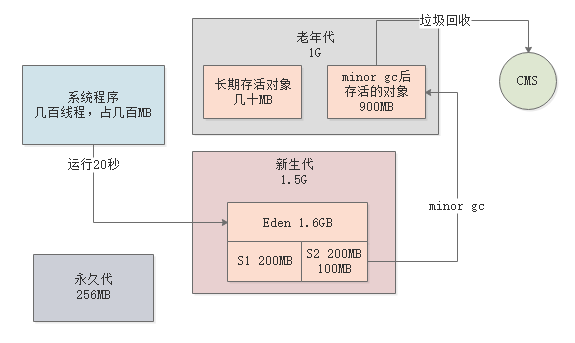 垃圾回收
老年代
1G
长期存活对象
几十MB
minor gc后
存活的对象
900MB
CMS
系统程序
几百线程，占几百MB
运行20秒
新生代
1.5G
Eden 1.6GB
S1 200MB
S2 200MB
100MB
minor gc
永久代
256MB